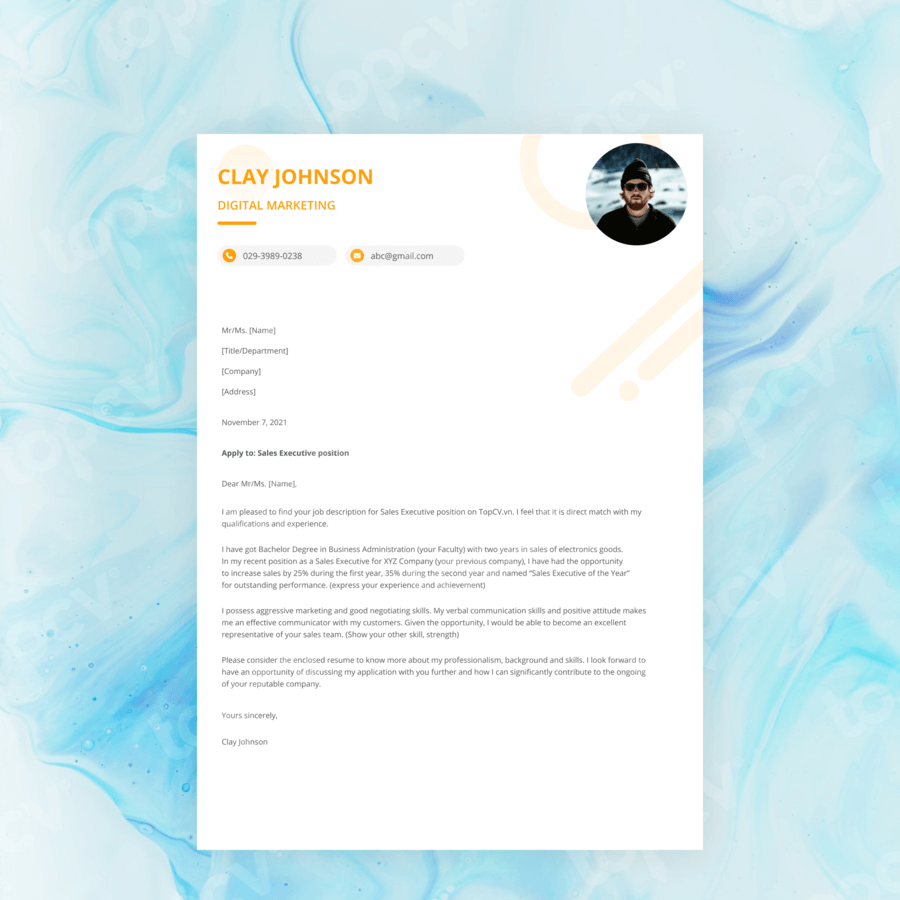 CLAY JOHNSON
DIGITAL MARKETING
029-3989-0238
abc@gmail.com
Mr/Ms. [Name]
[Title/Department]
[Company]
[Address]
November 7, 2021
Apply to: Sales Executive position
Dear Mr/Ms. [Name],
I am pleased to find your job description for Sales Executive position on TopCV.vn. I feel that it is direct match with my
qualifications and experience.
I have got Bachelor Degree in Business Administration (your Faculty) with two years in sales of electronics goods.
In my recent position as a Sales Executive for XYZ Company (your previous company), I have had the opportunity
to increase sales by 25% during the first year, 35% during the second year and named “Sales Executive of the Year”
for outstanding performance. (express your experience and achievement)
I possess aggressive marketing and good negotiating skills. My verbal communication skills and positive attitude makes
me an effective communicator with my customers. Given the opportunity, I would be able to become an excellent
representative of your sales team. (Show your other skill, strength)
Please consider the enclosed resume to know more about my professionalism, background and skills. I look forward to
have an opportunity of discussing my application with you further and how I can significantly contribute to the ongoing
of your reputable company.
Yours sincerely,
Clay Johnson